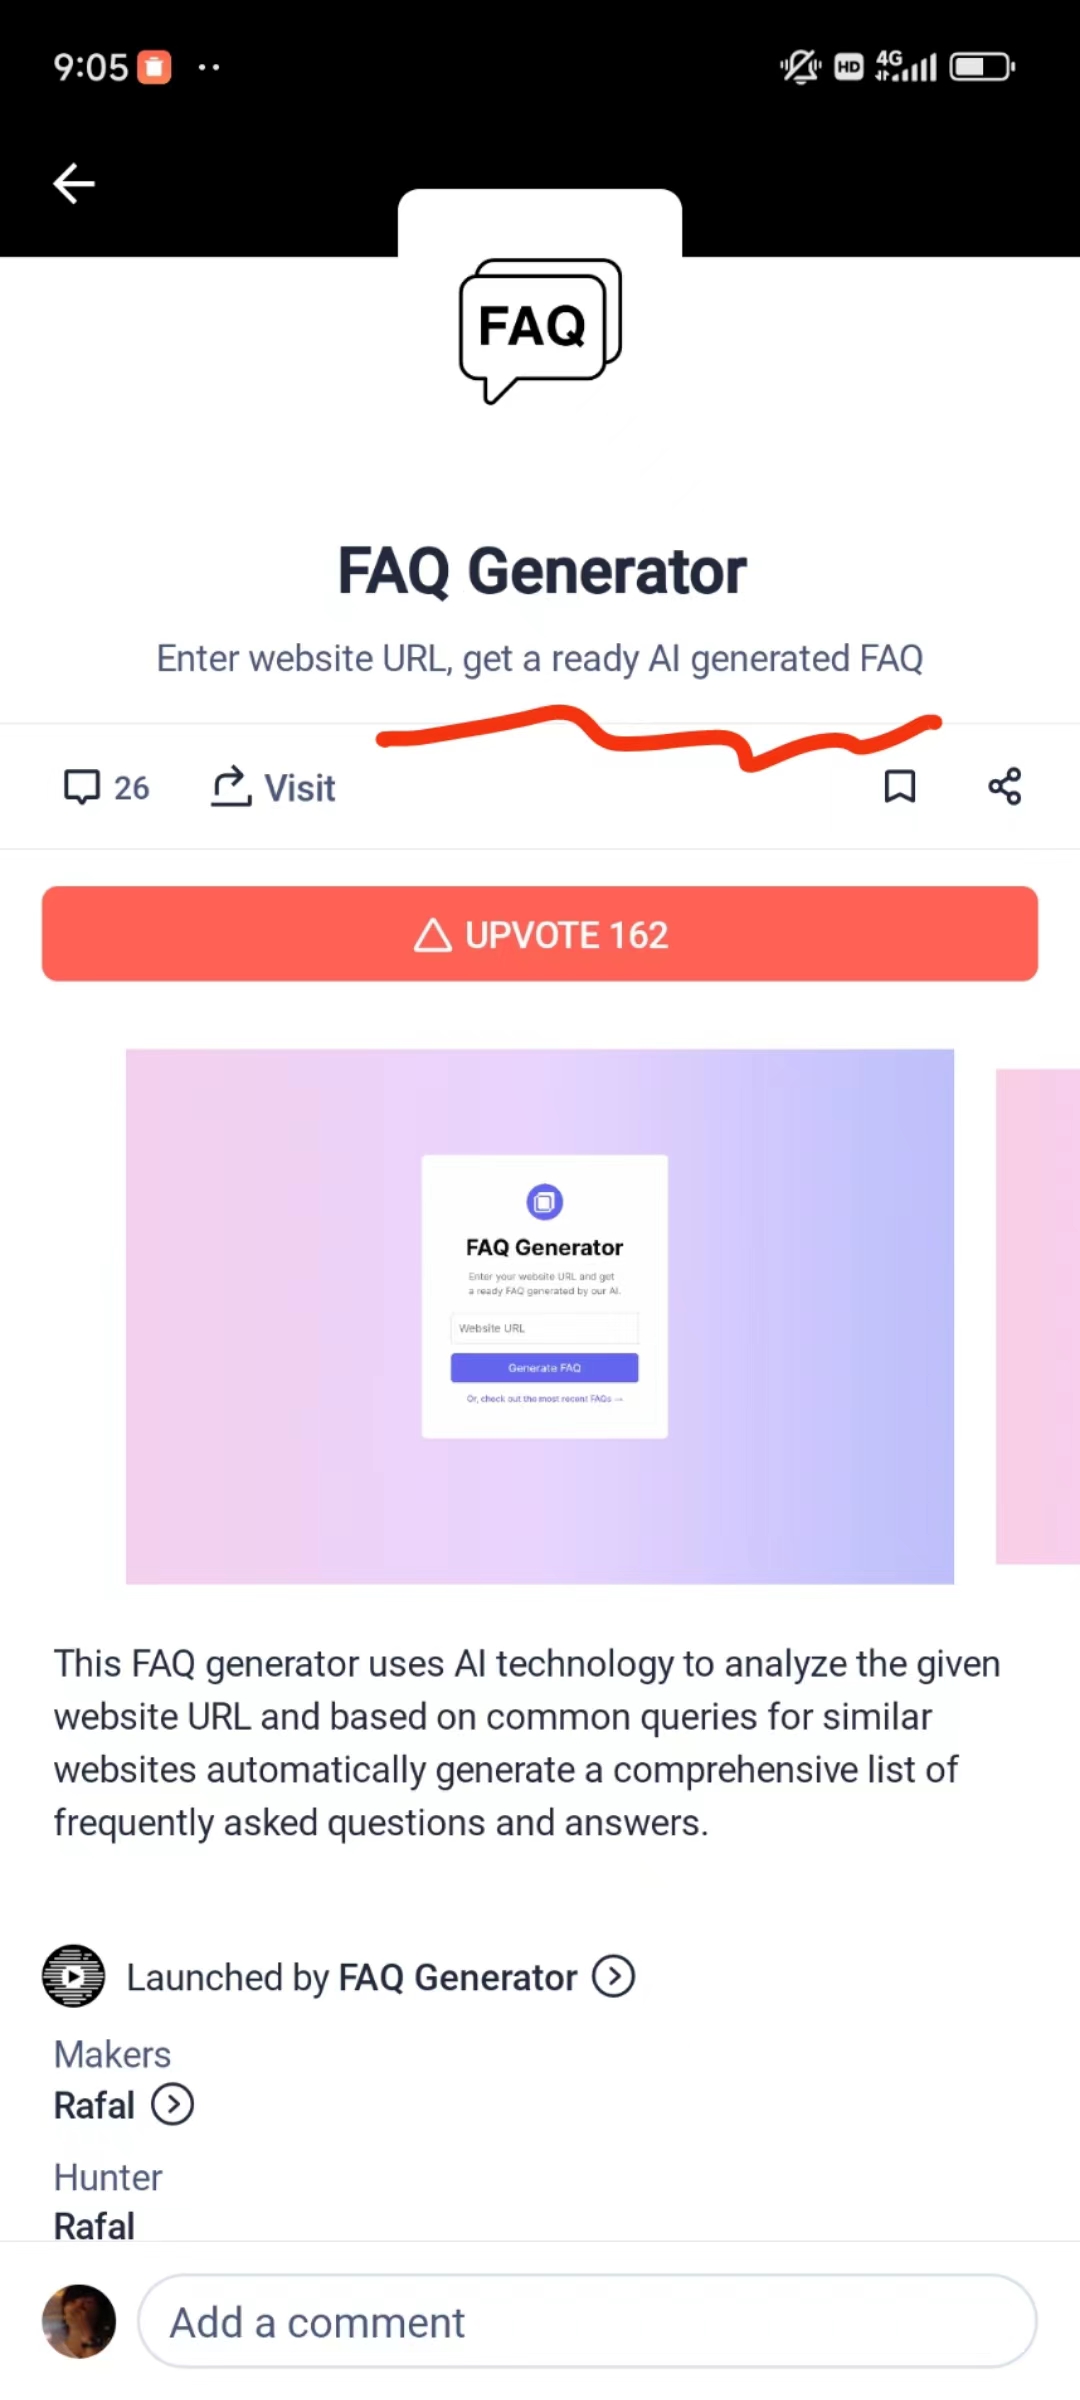 9:05
HD
4G
FAQ
FAQ Generator
Enter website URL, get a ready AI generated FAQ
26
Visit
UPVOTE 162
FAQ Generator
Enter your website URL and get
a ready FAQ generated by our AI.
Website URL
Generate FAQ
Or, check out the most recent FAQs →
This FAQ generator uses AI technology to analyze the given
website URL and based on common queries for similar
websites automatically generate a comprehensive list of
frequently asked questions and answers.
Launched by FAQ Generator
Makers
Rafal
Hunter
Rafal
Add a comment